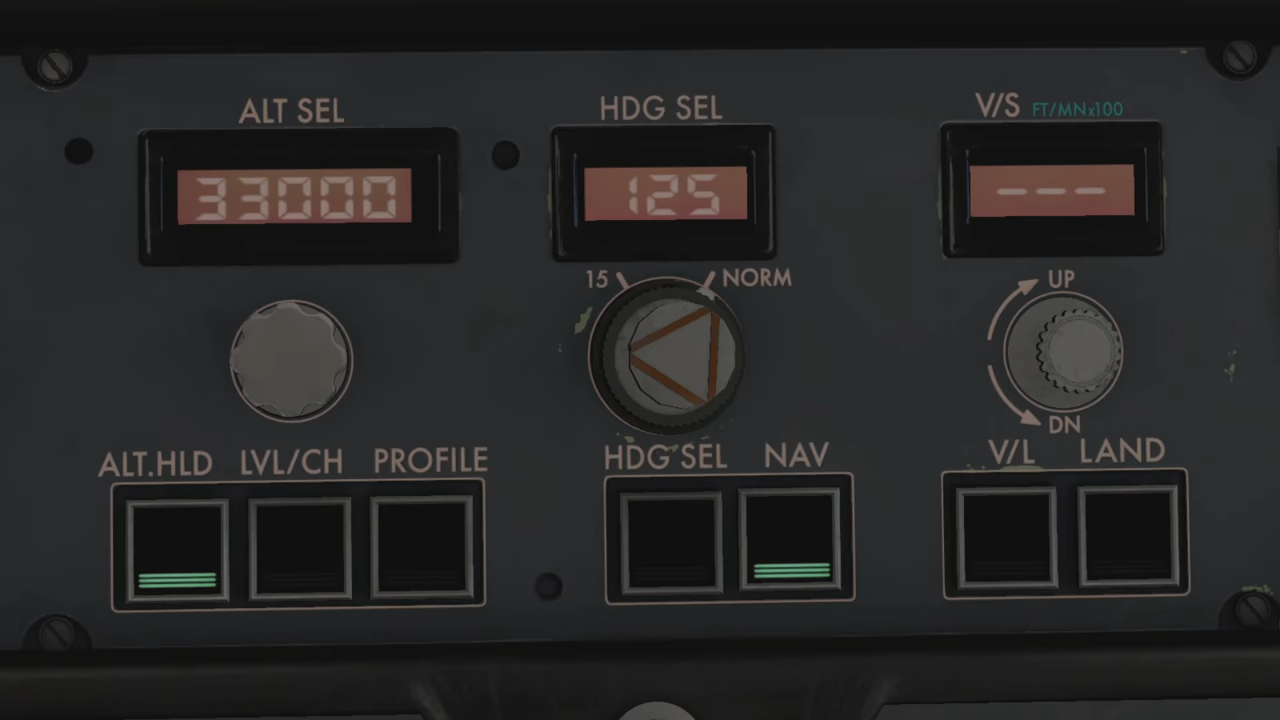 ALT SEL
HDG SEL
V/S FT/MNx100
33000
125
---
15
NORM
UP
DN
ALT.HLD
LVL/CH
PROFILE
HDG SEL
NAV
V/L
LAND